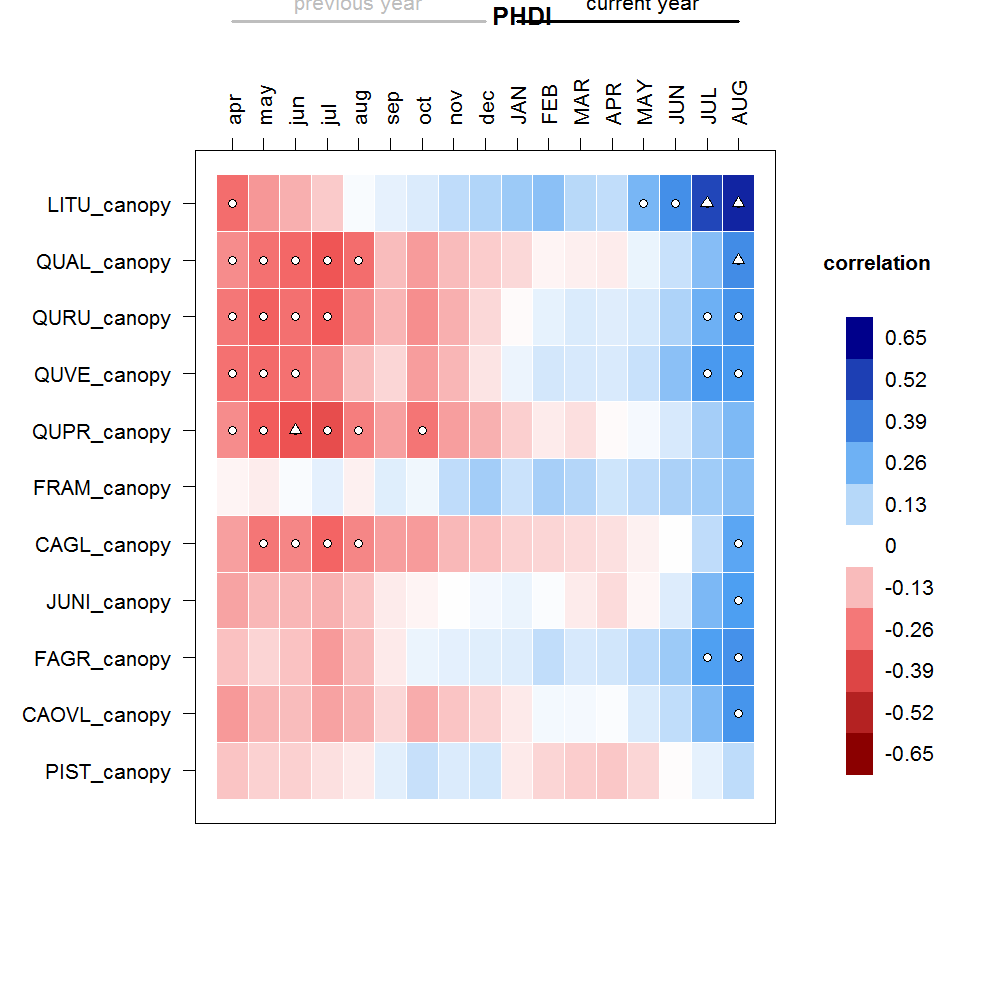 previous year
current year
PHDI
apr may jun jul aug sep oct nov dec JAN FEB MAR APR MAY JUN JUL AUG
LITU_canopy
QUAL_canopy
QURU_canopy
QUVE_canopy
QUPR_canopy
FRAM_canopy
CAGL_canopy
JUNI_canopy
FAGR_canopy
CAOVL_canopy
PIST_canopy
correlation
0.65
0.52
0.39
0.26
0.13
0
-0.13
-0.26
-0.39
-0.52
-0.65